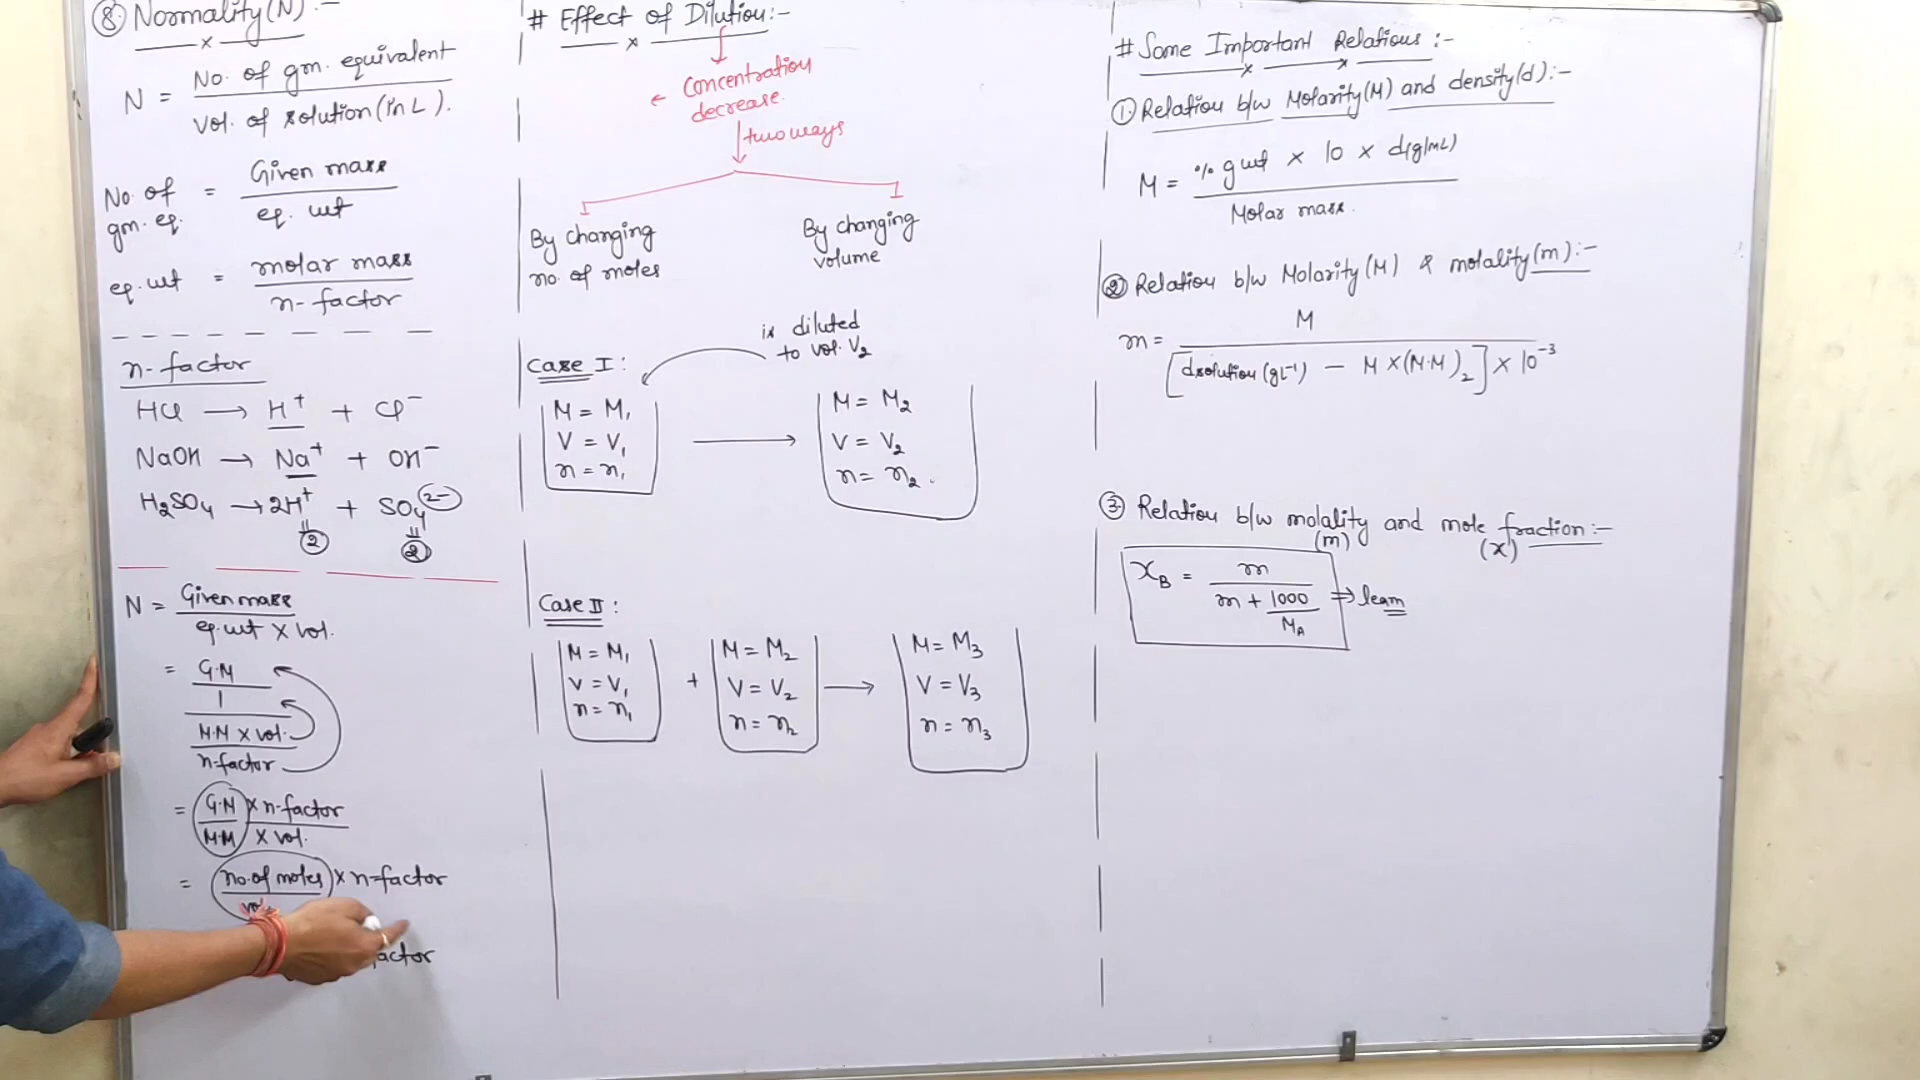 ⑧ Normality(N) :-
N = No. of gm. equivalent
Vol. of solution (in L).
No. of gm. eq. = Given mass
eq. wt
eq. wt = molar mass
n-factor
n-factor
HCl → H⁺ + Cl⁻
NaOH → Na⁺ + OH⁻
H₂SO₄ → 2H⁺ + SO₄²⁻
② ②
N = Given mass
eq. wt × vol.
= G.M
1
M.M × vol.
n-factor
= G.M × n-factor
M.M × vol.
= no. of moles × n-factor
# Effect of Dilution:-
Concentration
decrease.
two ways
By changing
no. of moles
By changing
volume
is diluted
to vol. V₂
Case I :
M = M₁
V = V₁
n = n₁
M = M₂
V = V₂
n = n₂.
Case II :
M = M₁
V = V₁
n = n₁
+
M = M₂
V = V₂
n = n₂
M = M₃
V = V₃
n = n₃
# Some Important Relations :-
① Relation b/w Molarity(M) and density(d):-
M = % g wt × 10 × d(g/mL)
Molar mass.
② Relation b/w Molarity(M) & molality(m):-
m = M
[dsolution (gL⁻¹) - M × (M.M)₂] × 10⁻³
③ Relation b/w molality and mole fraction:-
(m) (x)
xB = m
m + 1000
MA
⇒ learn